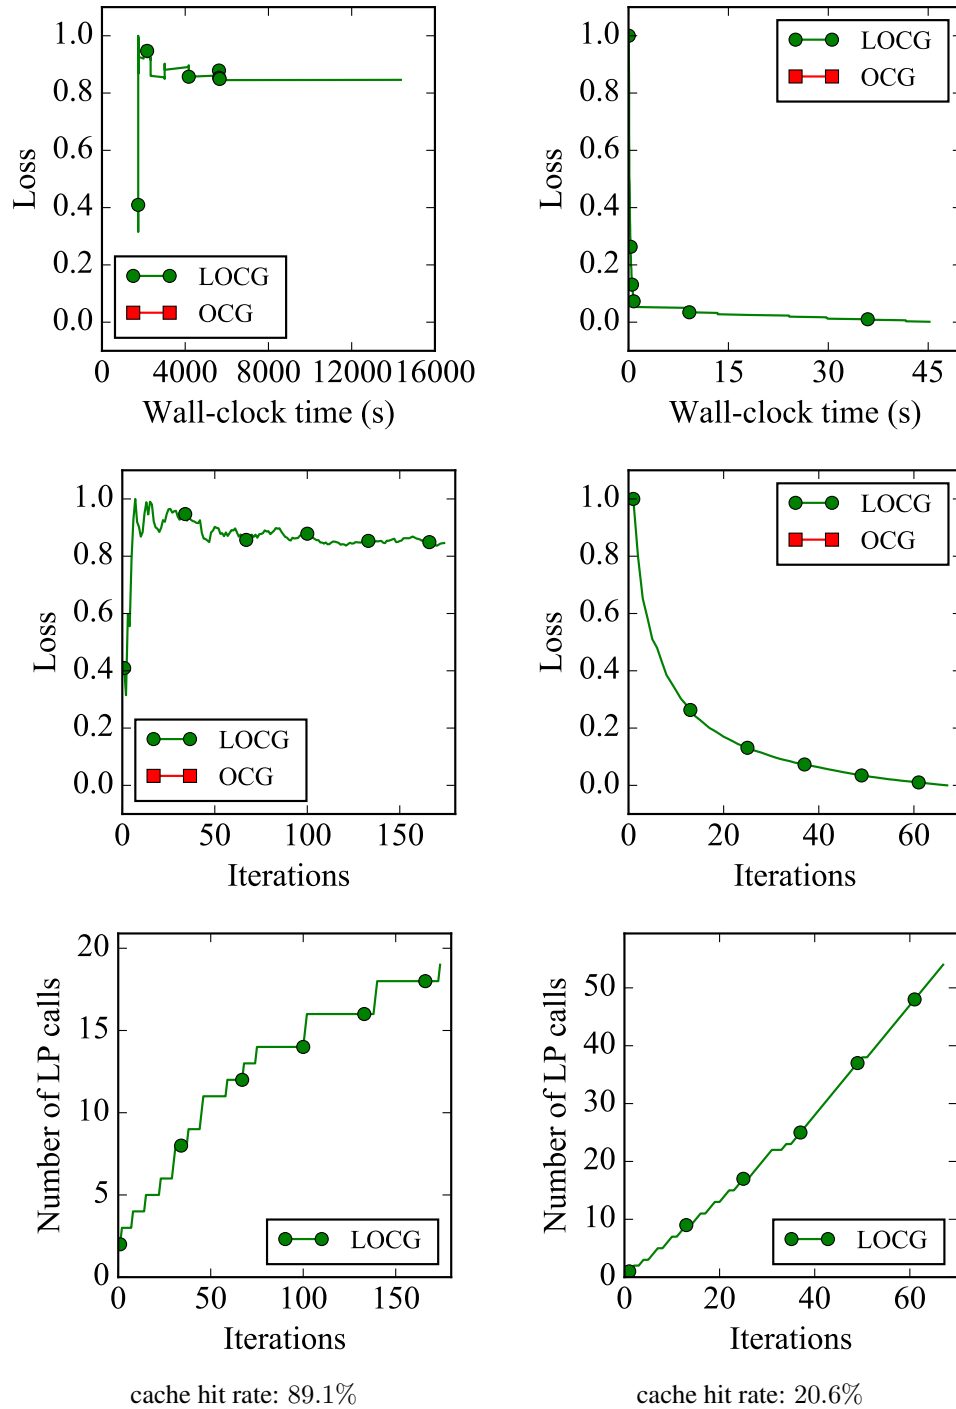 1.0
0.8
0.6
0.4
0.2
0.0
Loss
LOCG
OCG
0 4000 8000 12000 16000
Wall-clock time (s)
1.0
0.8
0.6
0.4
0.2
0.0
Loss
LOCG
OCG
0 15 30 45
Wall-clock time (s)
1.0
0.8
0.6
0.4
0.2
0.0
Loss
LOCG
OCG
0 50 100 150
Iterations
1.0
0.8
0.6
0.4
0.2
0.0
Loss
LOCG
OCG
0 20 40 60
Iterations
20
15
10
5
0
Number of LP calls
LOCG
0 50 100 150
Iterations
cache hit rate: 89.1%
50
40
30
20
10
0
Number of LP calls
LOCG
0 20 40 60
Iterations
cache hit rate: 20.6%